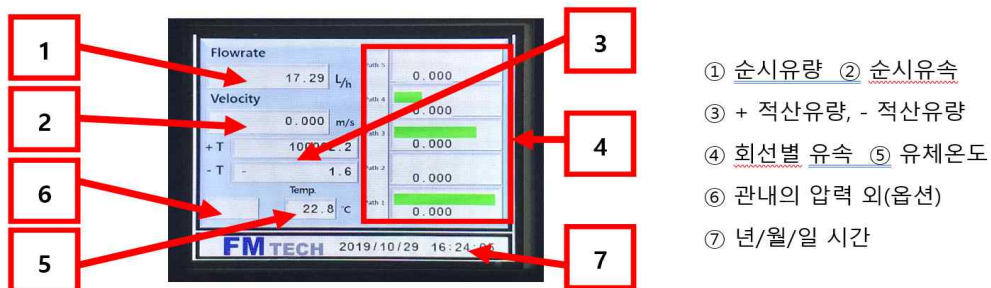 1
2
6
5
3
4
7
Flowrate
17.29 L/h
Velocity
0.000 m/s
+ T
- T - 1.6
Temp.
22.8 °C
Path 5
0.000
Path 4
0.000
Path 3
0.000
Path 2
0.000
Path 1
0.000
FM TECH 2019/10/29
① 순시유량 ② 순시유속
③ + 적산유량, - 적산유량
④ 회선별 유속 ⑤ 유체온도
⑥ 관내의 압력 외(옵션)
⑦ 년/월/일 시간